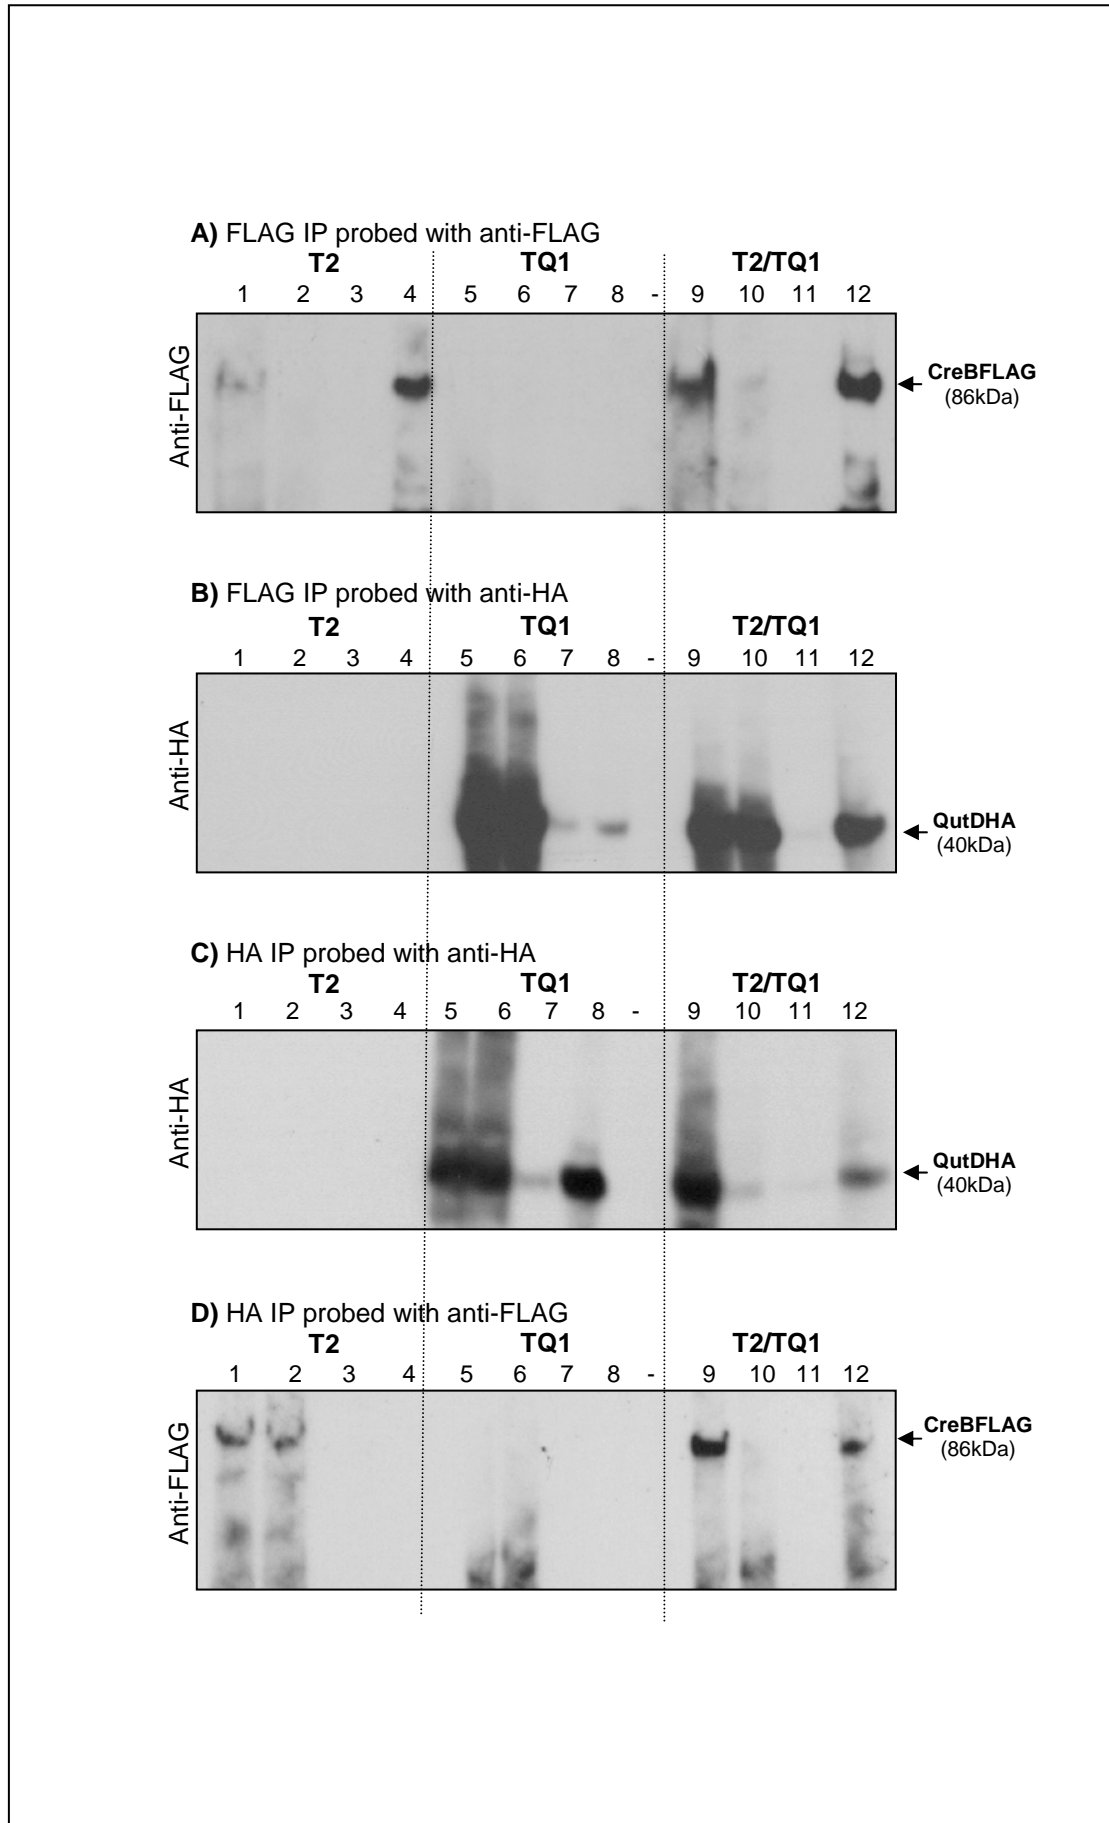 A) FLAG IP probed with anti-FLAG
T2 TQ1 T2/TQ1
1 2 3 4 5 6 7 8 - 9 10 11 12
Anti-FLAG
CreBFLAG
(86kDa)
B) FLAG IP probed with anti-HA
T2 TQ1 T2/TQ1
1 2 3 4 5 6 7 8 - 9 10 11 12
Anti-HA
QutDHA
(40kDa)
C) HA IP probed with anti-HA
T2 TQ1 T2/TQ1
1 2 3 4 5 6 7 8 - 9 10 11 12
Anti-HA
QutDHA
(40kDa)
D) HA IP probed with anti-FLAG
T2 TQ1 T2/TQ1
1 2 3 4 5 6 7 8 - 9 10 11 12
Anti-FLAG
CreBFLAG
(86kDa)